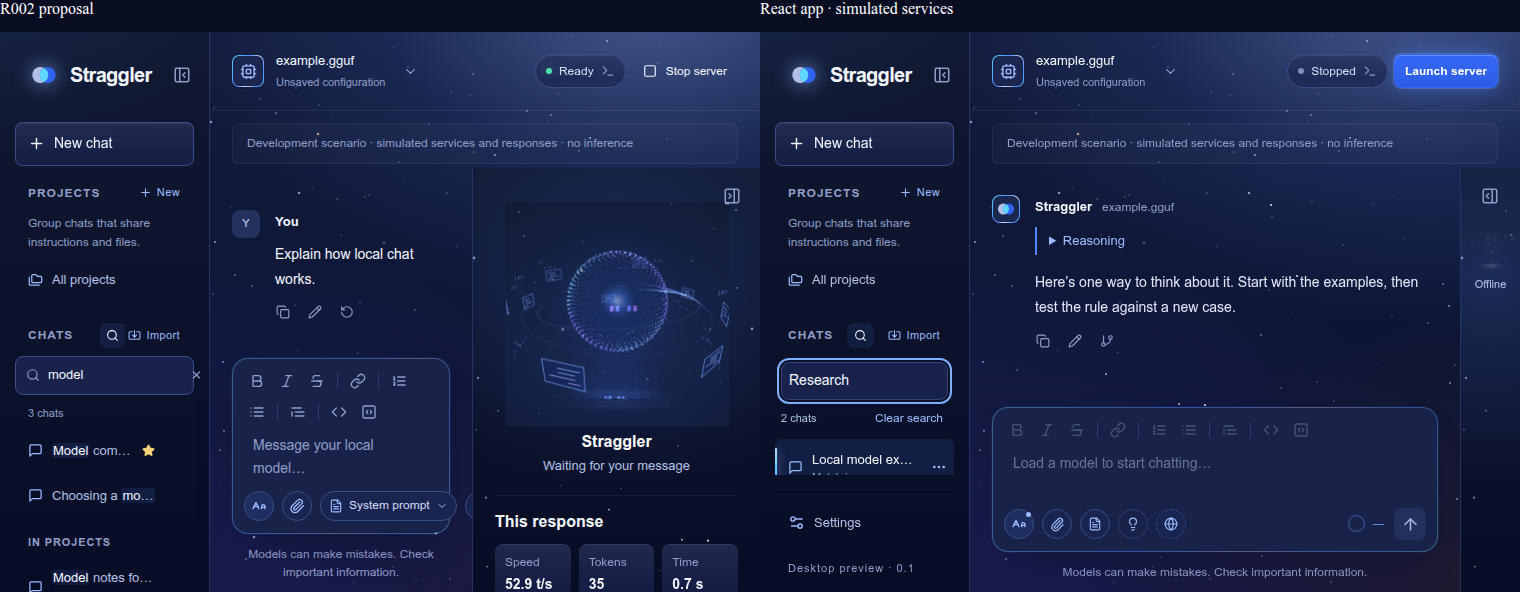 R002 proposal
Straggler
New chat
PROJECTS
New
Group chats that share
instructions and files.
All projects
CHATS
Import
model
3 chats
Model com…
Choosing a mo…
IN PROJECTS
Model notes fo…
example.gguf
Unsaved configuration
Ready
Stop server
Development scenario · simulated services and responses · no inference
Y
You
Explain how local chat
works.
Message your local
model…
Aa
System prompt
Models can make mistakes. Check
important information.
Straggler
Waiting for your message
This response
Speed
52.9 t/s
Tokens
35
Time
0.7 s
React app · simulated services
Straggler
New chat
PROJECTS
New
Group chats that share
instructions and files.
All projects
CHATS
Import
Research
2 chats
Clear search
Local model ex…
Settings
Desktop preview · 0.1
example.gguf
Unsaved configuration
Stopped
Launch server
Development scenario · simulated services and responses · no inference
Straggler example.gguf
Reasoning
Here's one way to think about it. Start with the examples, then
test the rule against a new case.
Offline
Load a model to start chatting…
Aa
Models can make mistakes. Check important information.